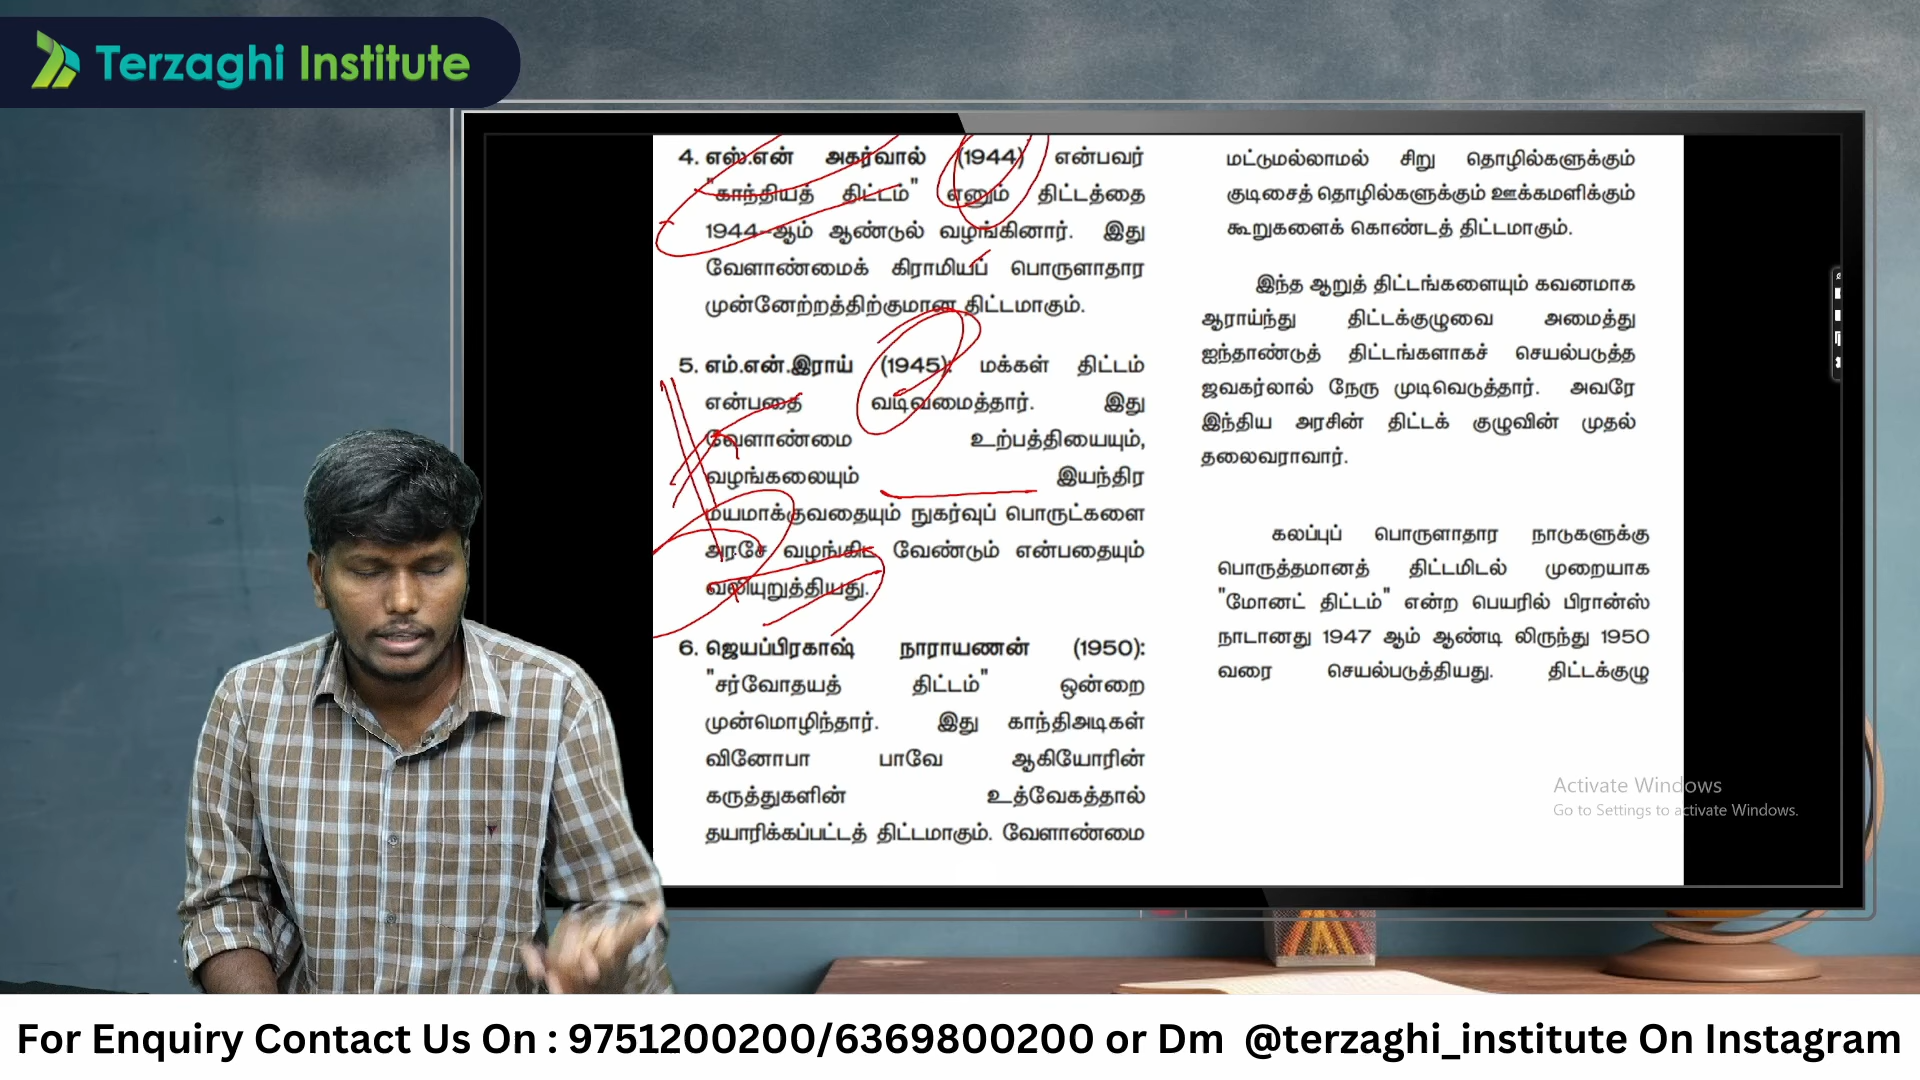 Terzaghi Institute
4. எஸ்.என் அகர்வால் (1944) என்பவர்
"காந்தியத் திட்டம்" எனும் திட்டத்தை
1944-ஆம் ஆண்டுல் வழங்கினார். இது
வேளாண்மைக் கிராமியப் பொருளாதார
முன்னேற்றத்திற்குமான திட்டமாகும்.
5. எம்.என்.இராய் (1945): மக்கள் திட்டம்
என்பதை வடிவமைத்தார். இது
வேளாண்மை உற்பத்தியையும்,
வழங்கலையும் இயந்திர
மயமாக்குவதையும் நுகர்வுப் பொருட்களை
அரசே வழங்கிட வேண்டும் என்பதையும்
வலியுறுத்தியது.
6. ஜெயப்பிரகாஷ் நாராயணன் (1950):
"சர்வோதயத் திட்டம்" ஒன்றை
முன்மொழிந்தார். இது காந்திஅடிகள்
வினோபா பாவே ஆகியோரின்
கருத்துகளின் உத்வேகத்தால்
தயாரிக்கப்பட்டத் திட்டமாகும். வேளாண்மை
மட்டுமல்லாமல் சிறு தொழில்களுக்கும்
குடிசைத் தொழில்களுக்கும் ஊக்கமளிக்கும்
கூறுகளைக் கொண்டத் திட்டமாகும்.
இந்த ஆறுத் திட்டங்களையும் கவனமாக
ஆராய்ந்து திட்டக்குழுவை அமைத்து
ஐந்தாண்டுத் திட்டங்களாகச் செயல்படுத்த
ஜவகர்லால் நேரு முடிவெடுத்தார். அவரே
இந்திய அரசின் திட்டக் குழுவின் முதல்
தலைவராவார்.
கலப்புப் பொருளாதார நாடுகளுக்கு
பொருத்தமானத் திட்டமிடல் முறையாக
"மோனட் திட்டம்" என்ற பெயரில் பிரான்ஸ்
நாடானது 1947 ஆம் ஆண்டி லிருந்து 1950
வரை செயல்படுத்தியது. திட்டக்குழு
Activate Windows
Go to Settings to activate Windows.
For Enquiry Contact Us On : 9751200200/6369800200 or Dm @terzaghi_institute On Instagram